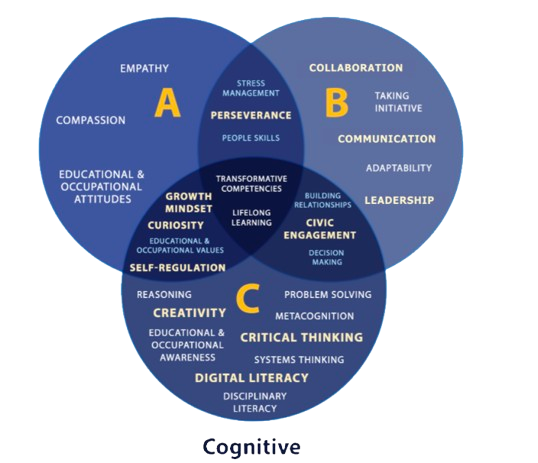 EMPATHY
A
COMPASSION
EDUCATIONAL &
OCCUPATIONAL
ATTITUDES
STRESS
MANAGEMENT
PERSEVERANCE
PEOPLE SKILLS
COLLABORATION
B
TAKING
INITIATIVE
COMMUNICATION
ADAPTABILITY
LEADERSHIP
TRANSFORMATIVE
COMPETENCIES
LIFELONG
LEARNING
GROWTH
MINDSET
CURIOSITY
EDUCATIONAL &
OCCUPATIONAL VALUES
SELF-REGULATION
BUILDING
RELATIONSHIPS
CIVIC
ENGAGEMENT
DECISION
MAKING
REASONING
C
PROBLEM SOLVING
CREATIVITY
METACOGNITION
EDUCATIONAL &
OCCUPATIONAL
AWARENESS
CRITICAL THINKING
SYSTEMS THINKING
DIGITAL LITERACY
DISCIPLINARY
LITERACY
Cognitive